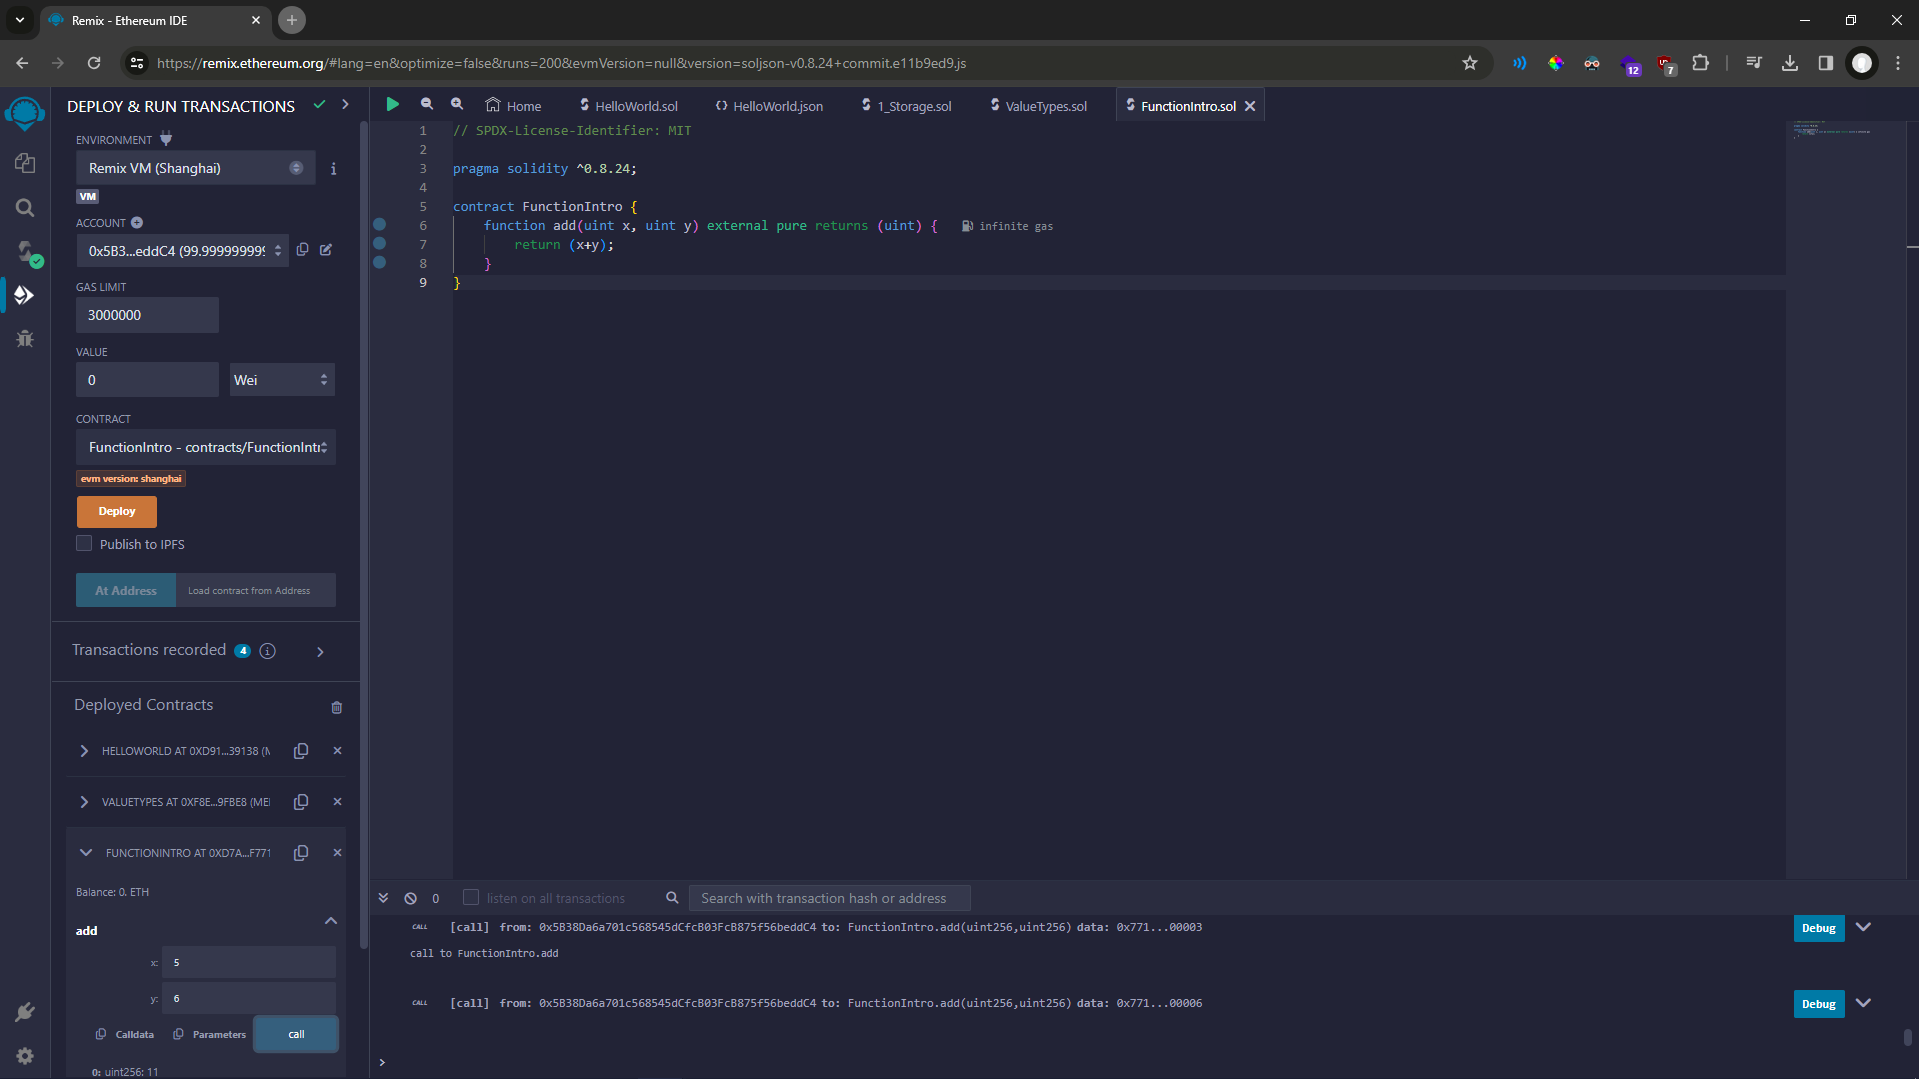 Remix - Ethereum IDE
https://remix.ethereum.org/#lang=en&optimize=false&runs=200&evmVersion=null&version=soljson-v0.8.24+commit.e11b9ed9.js
12
7
DEPLOY & RUN TRANSACTIONS
ENVIRONMENT
Remix VM (Shanghai)
VM
ACCOUNT
0x5B3...eddC4 (99.999999999
GAS LIMIT
3000000
VALUE
0
Wei
CONTRACT
FunctionIntro - contracts/FunctionIntr
evm version: shanghai
Deploy
Publish to IPFS
At Address
Load contract from Address
Transactions recorded 4
Deployed Contracts
HELLOWORLD AT 0XD91...39138 (M
VALUETYPES AT 0XF8E...9FBE8 (MEI
FUNCTIONINTRO AT 0XD7A...F771
Balance: 0. ETH
add
x: 5
y: 6
Calldata
Parameters
call
0: uint256: 11
Home
HelloWorld.sol
HelloWorld.json
1_Storage.sol
ValueTypes.sol
FunctionIntro.sol
1 // SPDX-License-Identifier: MIT
2
3 pragma solidity ^0.8.24;
4
5 contract FunctionIntro {
6 function add(uint x, uint y) external pure returns (uint) { infinite gas
7 return (x+y);
8 }
9 }
0
listen on all transactions
Search with transaction hash or address
CALL [call] from: 0x5B38Da6a701c568545dCfcB03FcB875f56beddC4 to: FunctionIntro.add(uint256,uint256) data: 0x771...00003
Debug
call to FunctionIntro.add
CALL [call] from: 0x5B38Da6a701c568545dCfcB03FcB875f56beddC4 to: FunctionIntro.add(uint256,uint256) data: 0x771...00006
Debug
>